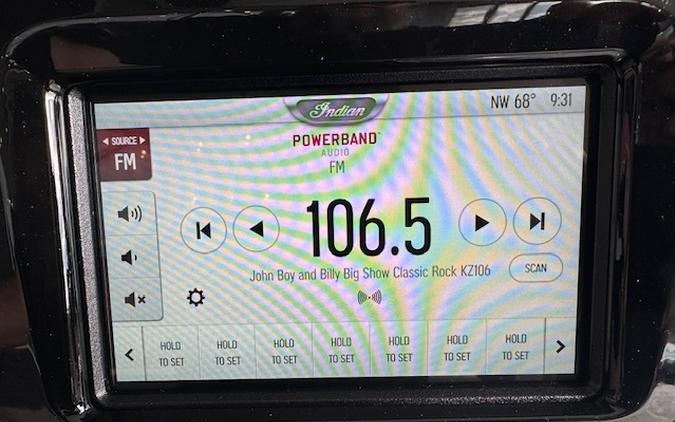 Indian
NW 68° 9:31
SOURCE
FM
POWERBAND™
AUDIO
FM
106.5
John Boy and Billy Big Show Classic Rock KZ106
SCAN
HOLD TO SET
HOLD TO SET
HOLD TO SET
HOLD TO SET
HOLD TO SET
HOLD TO SET
HOLD TO SET